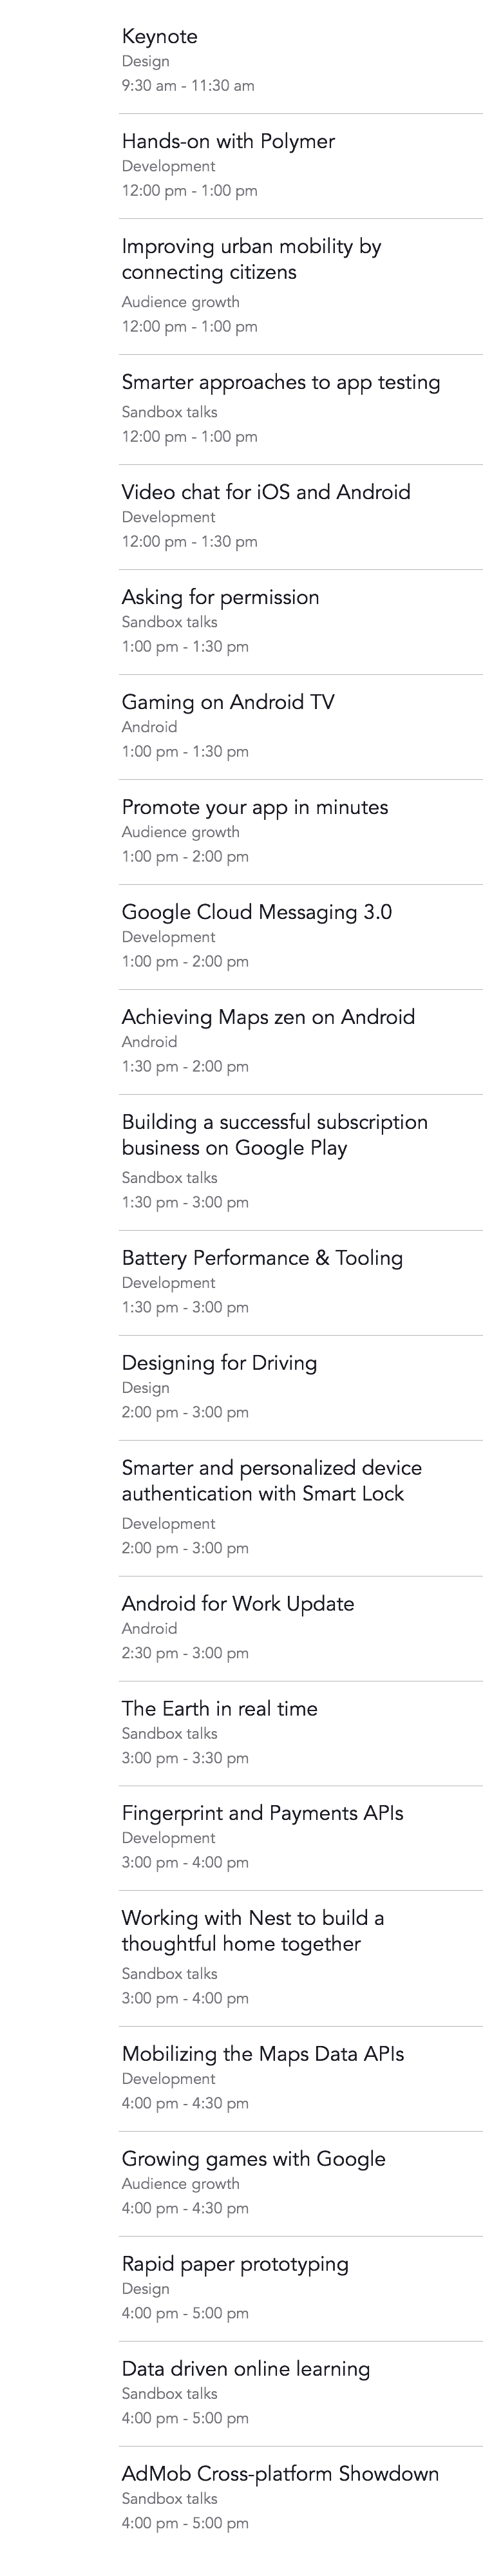 Keynote
Design
9:30 am - 11:30 am
Hands-on with Polymer
Development
12:00 pm - 1:00 pm
Improving urban mobility by
connecting citizens
Audience growth
12:00 pm - 1:00 pm
Smarter approaches to app testing
Sandbox talks
12:00 pm - 1:00 pm
Video chat for iOS and Android
Development
12:00 pm - 1:30 pm
Asking for permission
Sandbox talks
1:00 pm - 1:30 pm
Gaming on Android TV
Android
1:00 pm - 1:30 pm
Promote your app in minutes
Audience growth
1:00 pm - 2:00 pm
Google Cloud Messaging 3.0
Development
1:00 pm - 2:00 pm
Achieving Maps zen on Android
Android
1:30 pm - 2:00 pm
Building a successful subscription
business on Google Play
Sandbox talks
1:30 pm - 3:00 pm
Battery Performance & Tooling
Development
1:30 pm - 3:00 pm
Designing for Driving
Design
2:00 pm - 3:00 pm
Smarter and personalized device
authentication with Smart Lock
Development
2:00 pm - 3:00 pm
Android for Work Update
Android
2:30 pm - 3:00 pm
The Earth in real time
Sandbox talks
3:00 pm - 3:30 pm
Fingerprint and Payments APIs
Development
3:00 pm - 4:00 pm
Working with Nest to build a
thoughtful home together
Sandbox talks
3:00 pm - 4:00 pm
Mobilizing the Maps Data APIs
Development
4:00 pm - 4:30 pm
Growing games with Google
Audience growth
4:00 pm - 4:30 pm
Rapid paper prototyping
Design
4:00 pm - 5:00 pm
Data driven online learning
Sandbox talks
4:00 pm - 5:00 pm
AdMob Cross-platform Showdown
Sandbox talks
4:00 pm - 5:00 pm